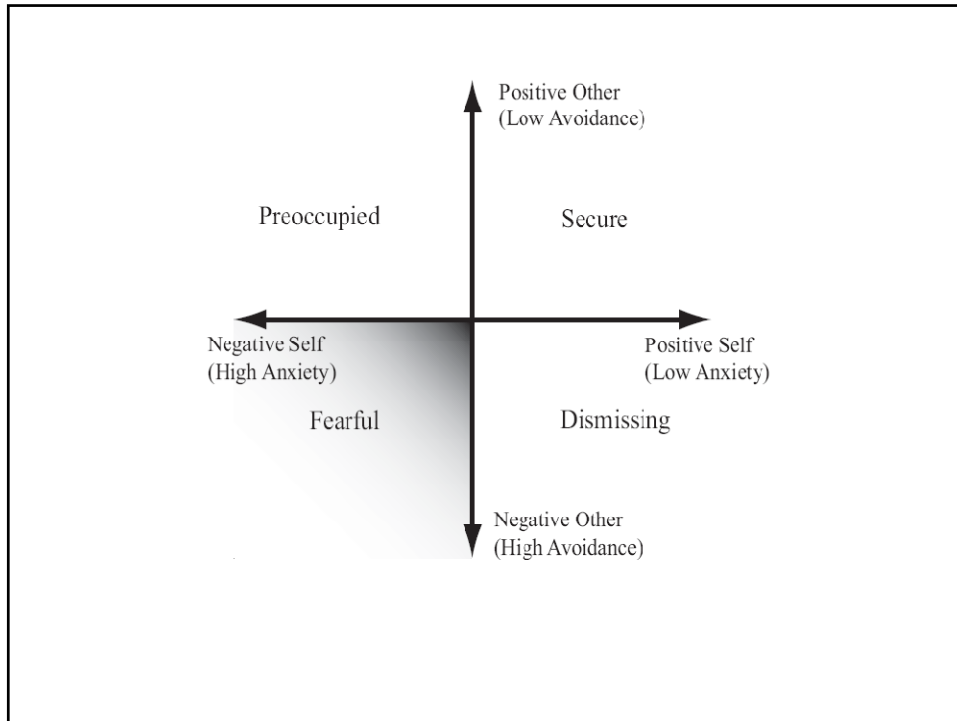 Positive Other
(Low Avoidance)
Preoccupied
Secure
Negative Self
(High Anxiety)
Positive Self
(Low Anxiety)
Fearful
Dismissing
Negative Other
(High Avoidance)